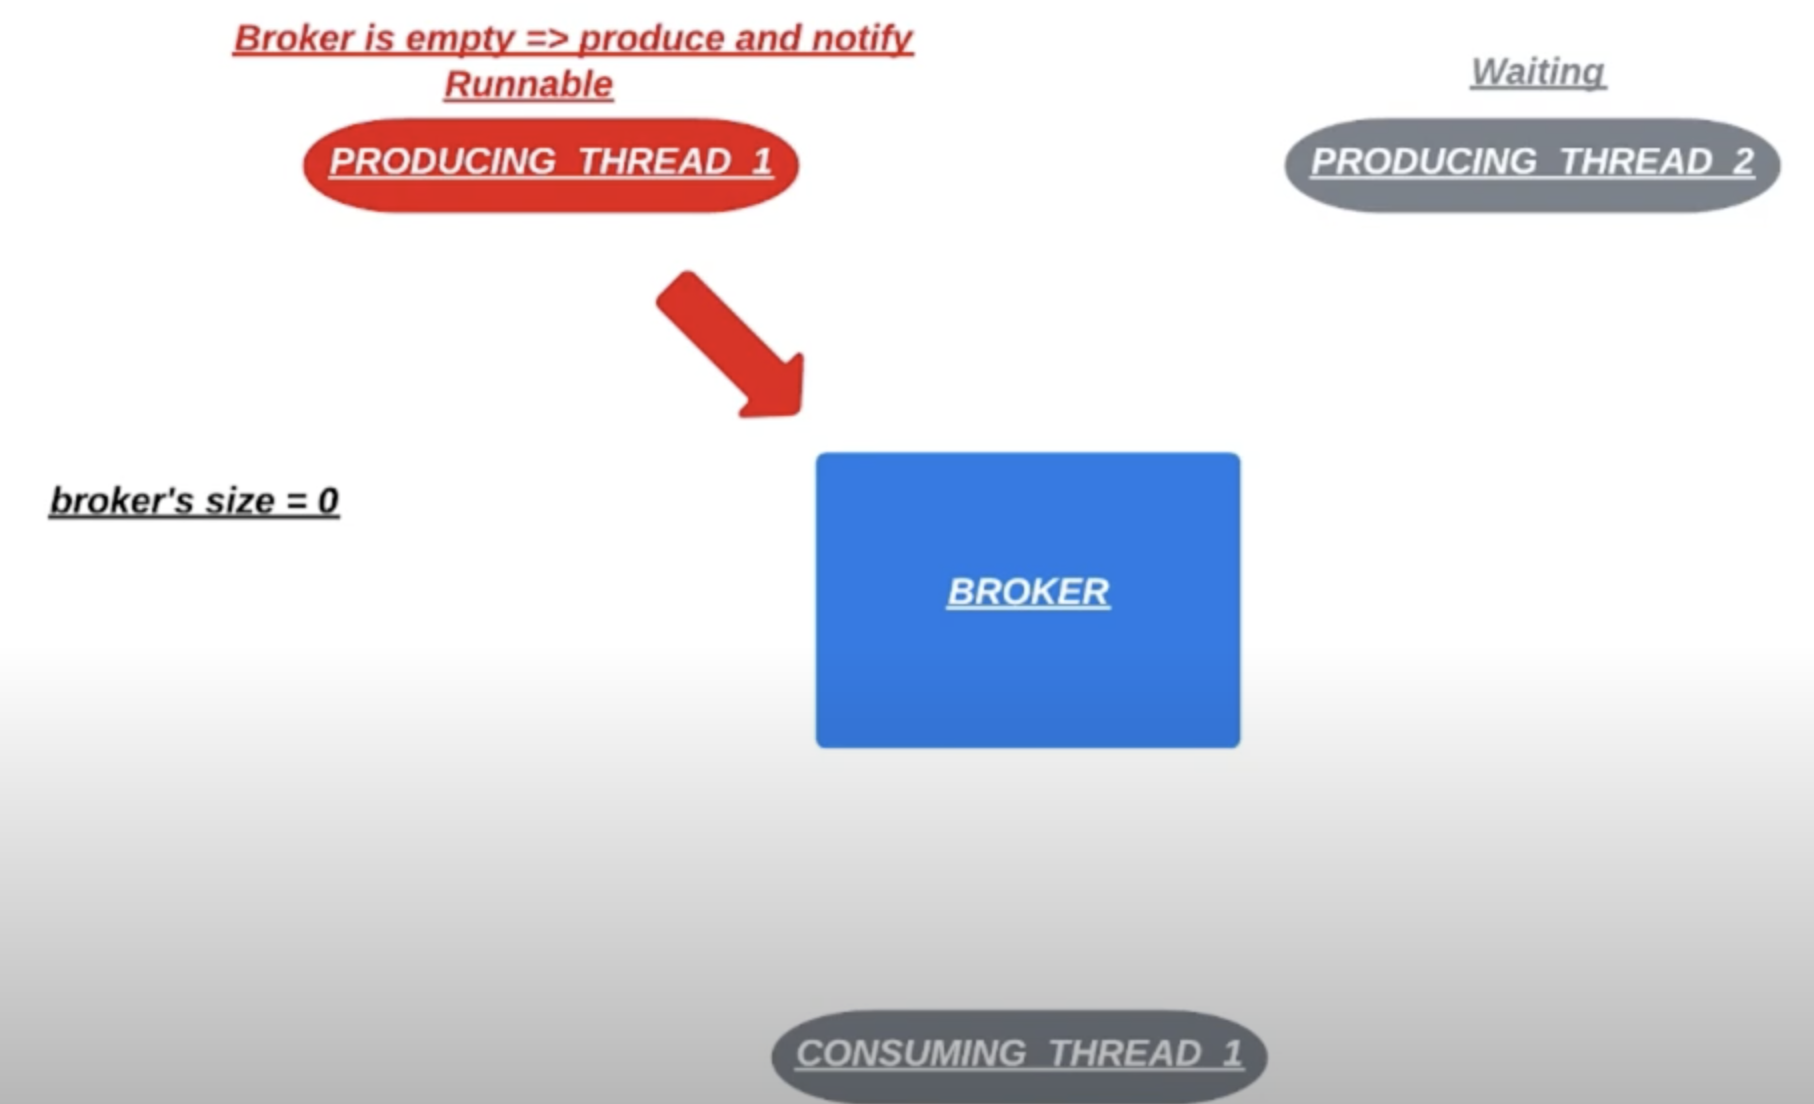 Broker is empty => produce and notify
Runnable
Waiting
PRODUCING THREAD 1
PRODUCING THREAD 2
broker's size = 0
BROKER
CONSUMING THREAD 1